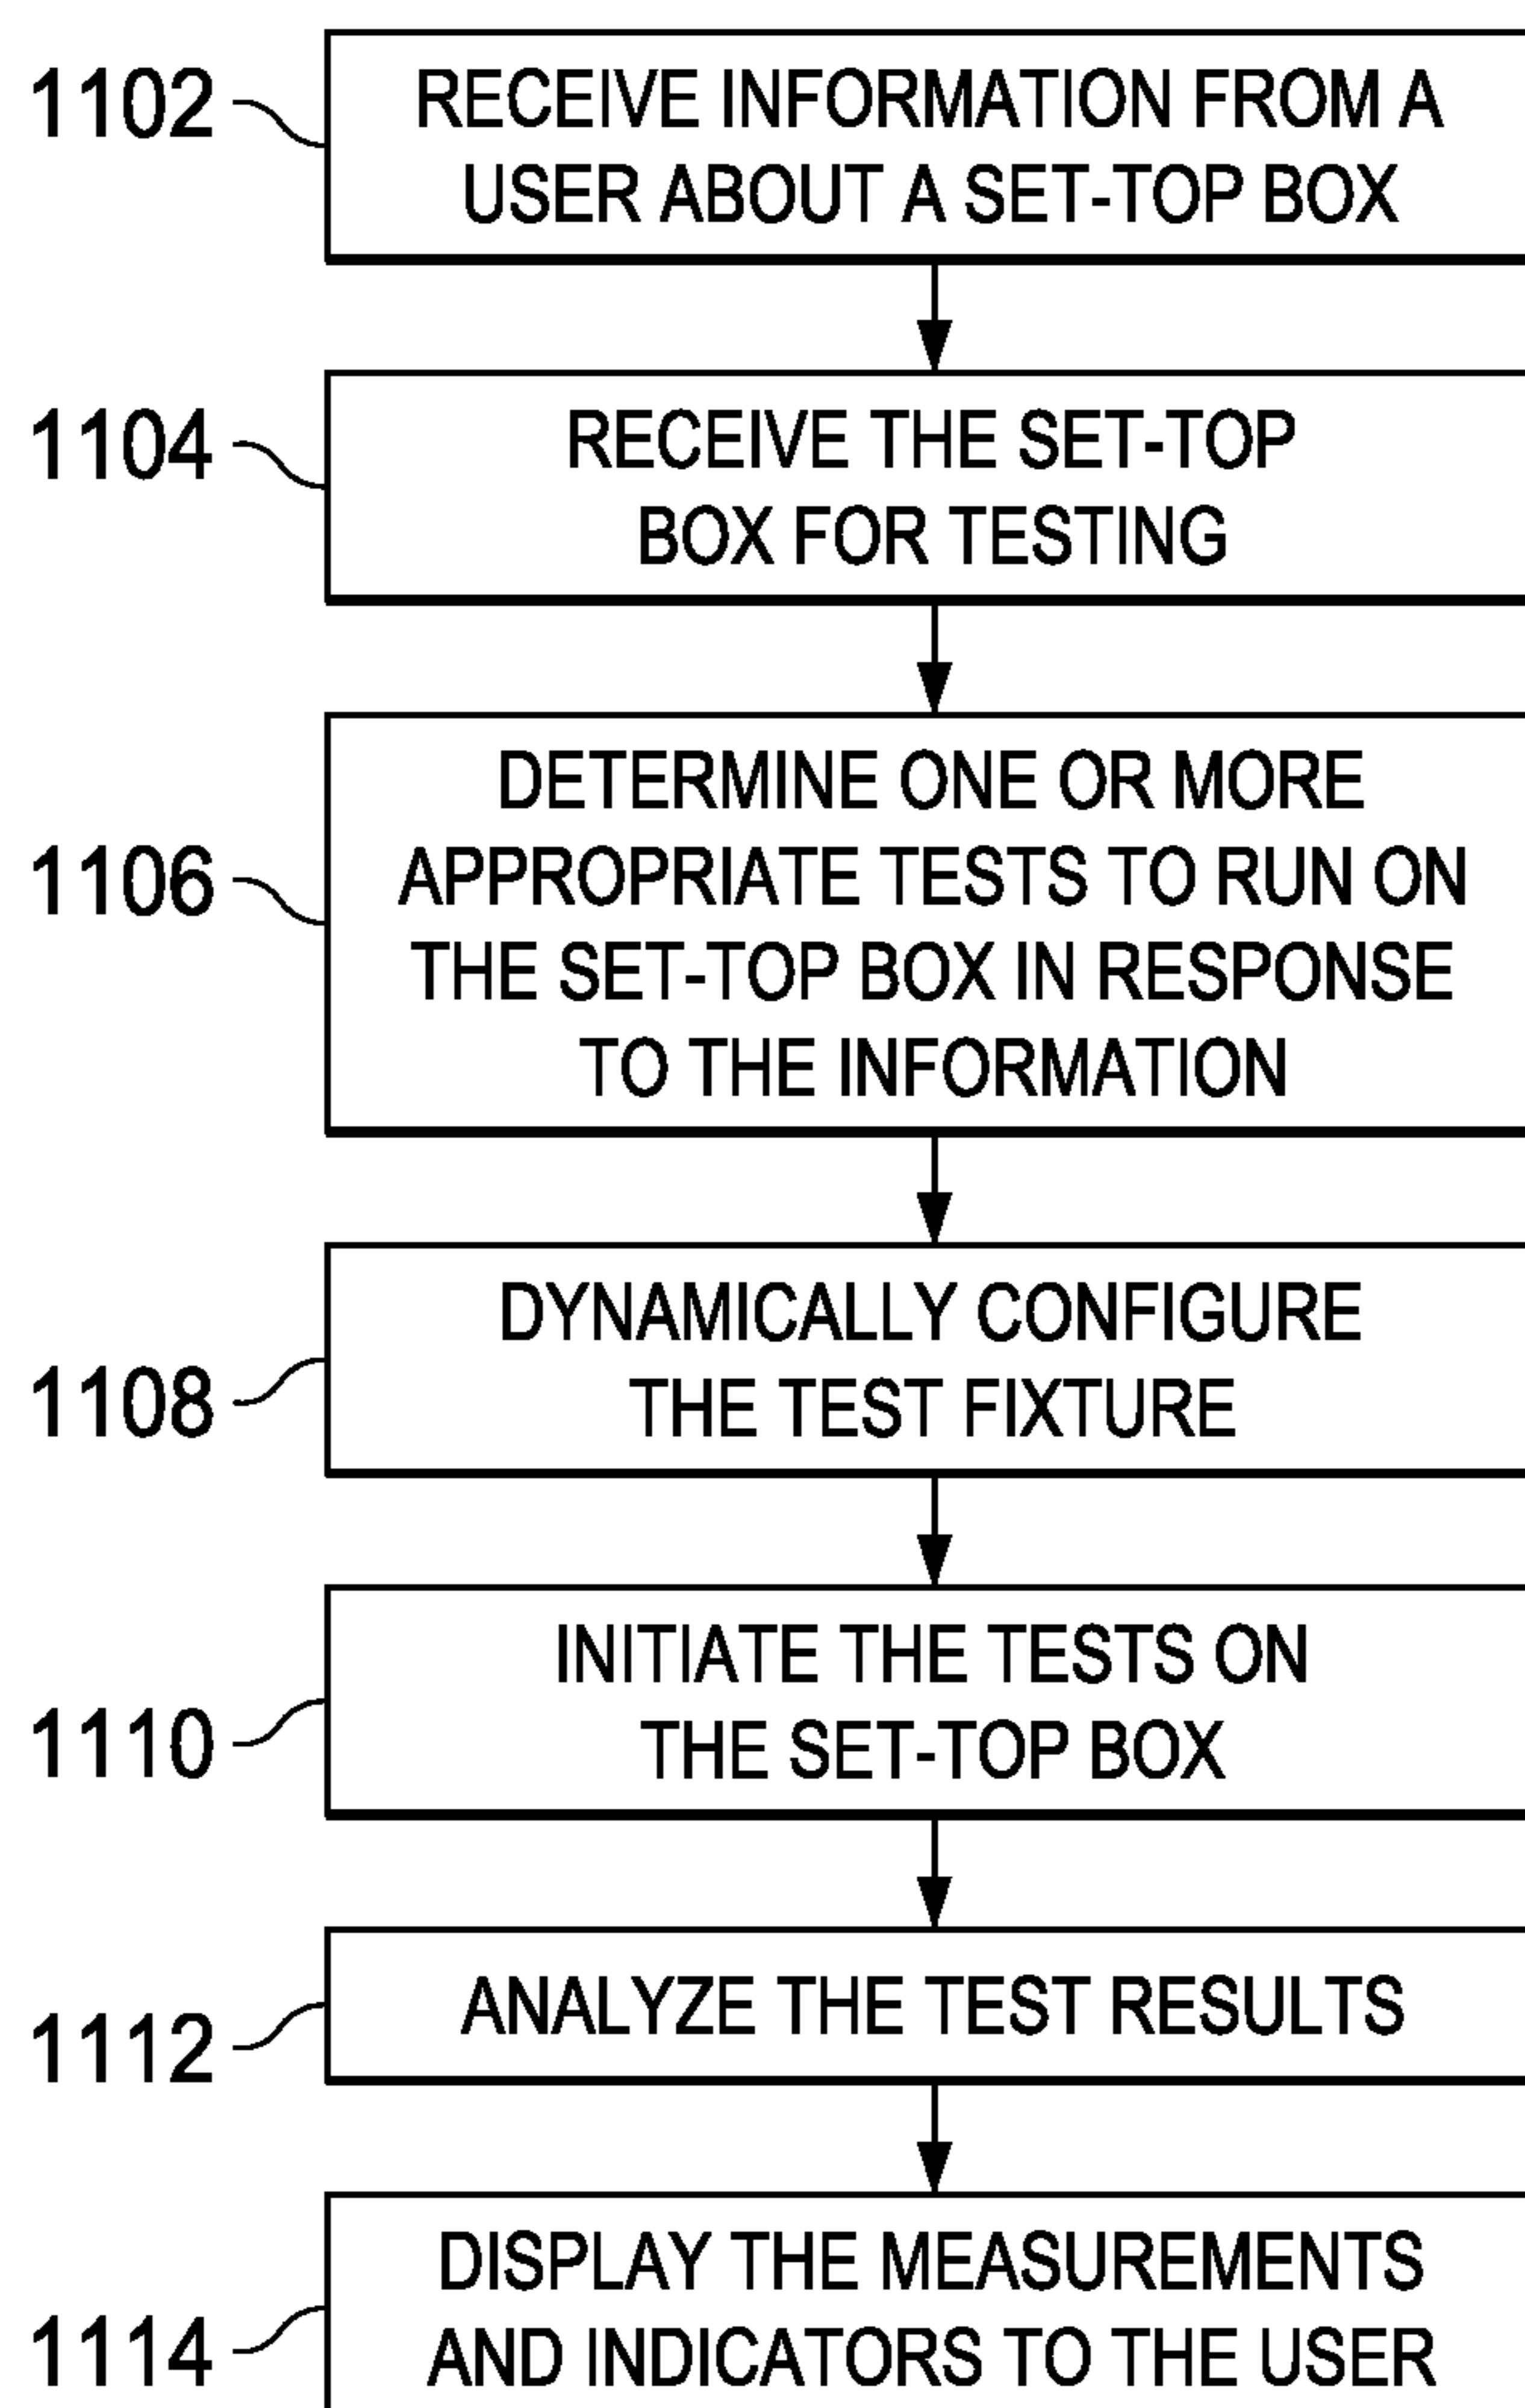 1102
RECEIVE INFORMATION FROM A
USER ABOUT A SET-TOP BOX
1104
RECEIVE THE SET-TOP
BOX FOR TESTING
1106
DETERMINE ONE OR MORE
APPROPRIATE TESTS TO RUN ON
THE SET-TOP BOX IN RESPONSE
TO THE INFORMATION
1108
DYNAMICALLY CONFIGURE
THE TEST FIXTURE
1110
INITIATE THE TESTS ON
THE SET-TOP BOX
1112
ANALYZE THE TEST RESULTS
1114
DISPLAY THE MEASUREMENTS
AND INDICATORS TO THE USER